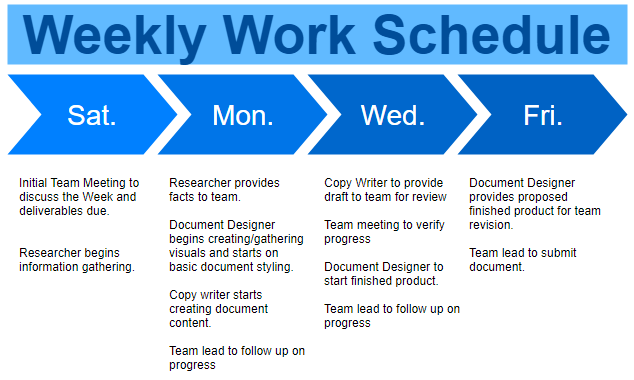 Weekly Work Schedule
Sat.
Mon.
Wed.
Fri.
Initial Team Meeting to
discuss the Week and
deliverables due.
Researcher begins
information gathering.
Researcher provides
facts to team.
Document Designer
begins creating/gathering
visuals and starts on
basic document styling.
Copy writer starts
creating document
content.
Team lead to follow up on
progress
Copy Writer to provide
draft to team for review
Team meeting to verify
progress
Document Designer to
start finished product.
Team lead to follow up on
progress
Document Designer
provides proposed
finished product for team
revision.
Team lead to submit
document.